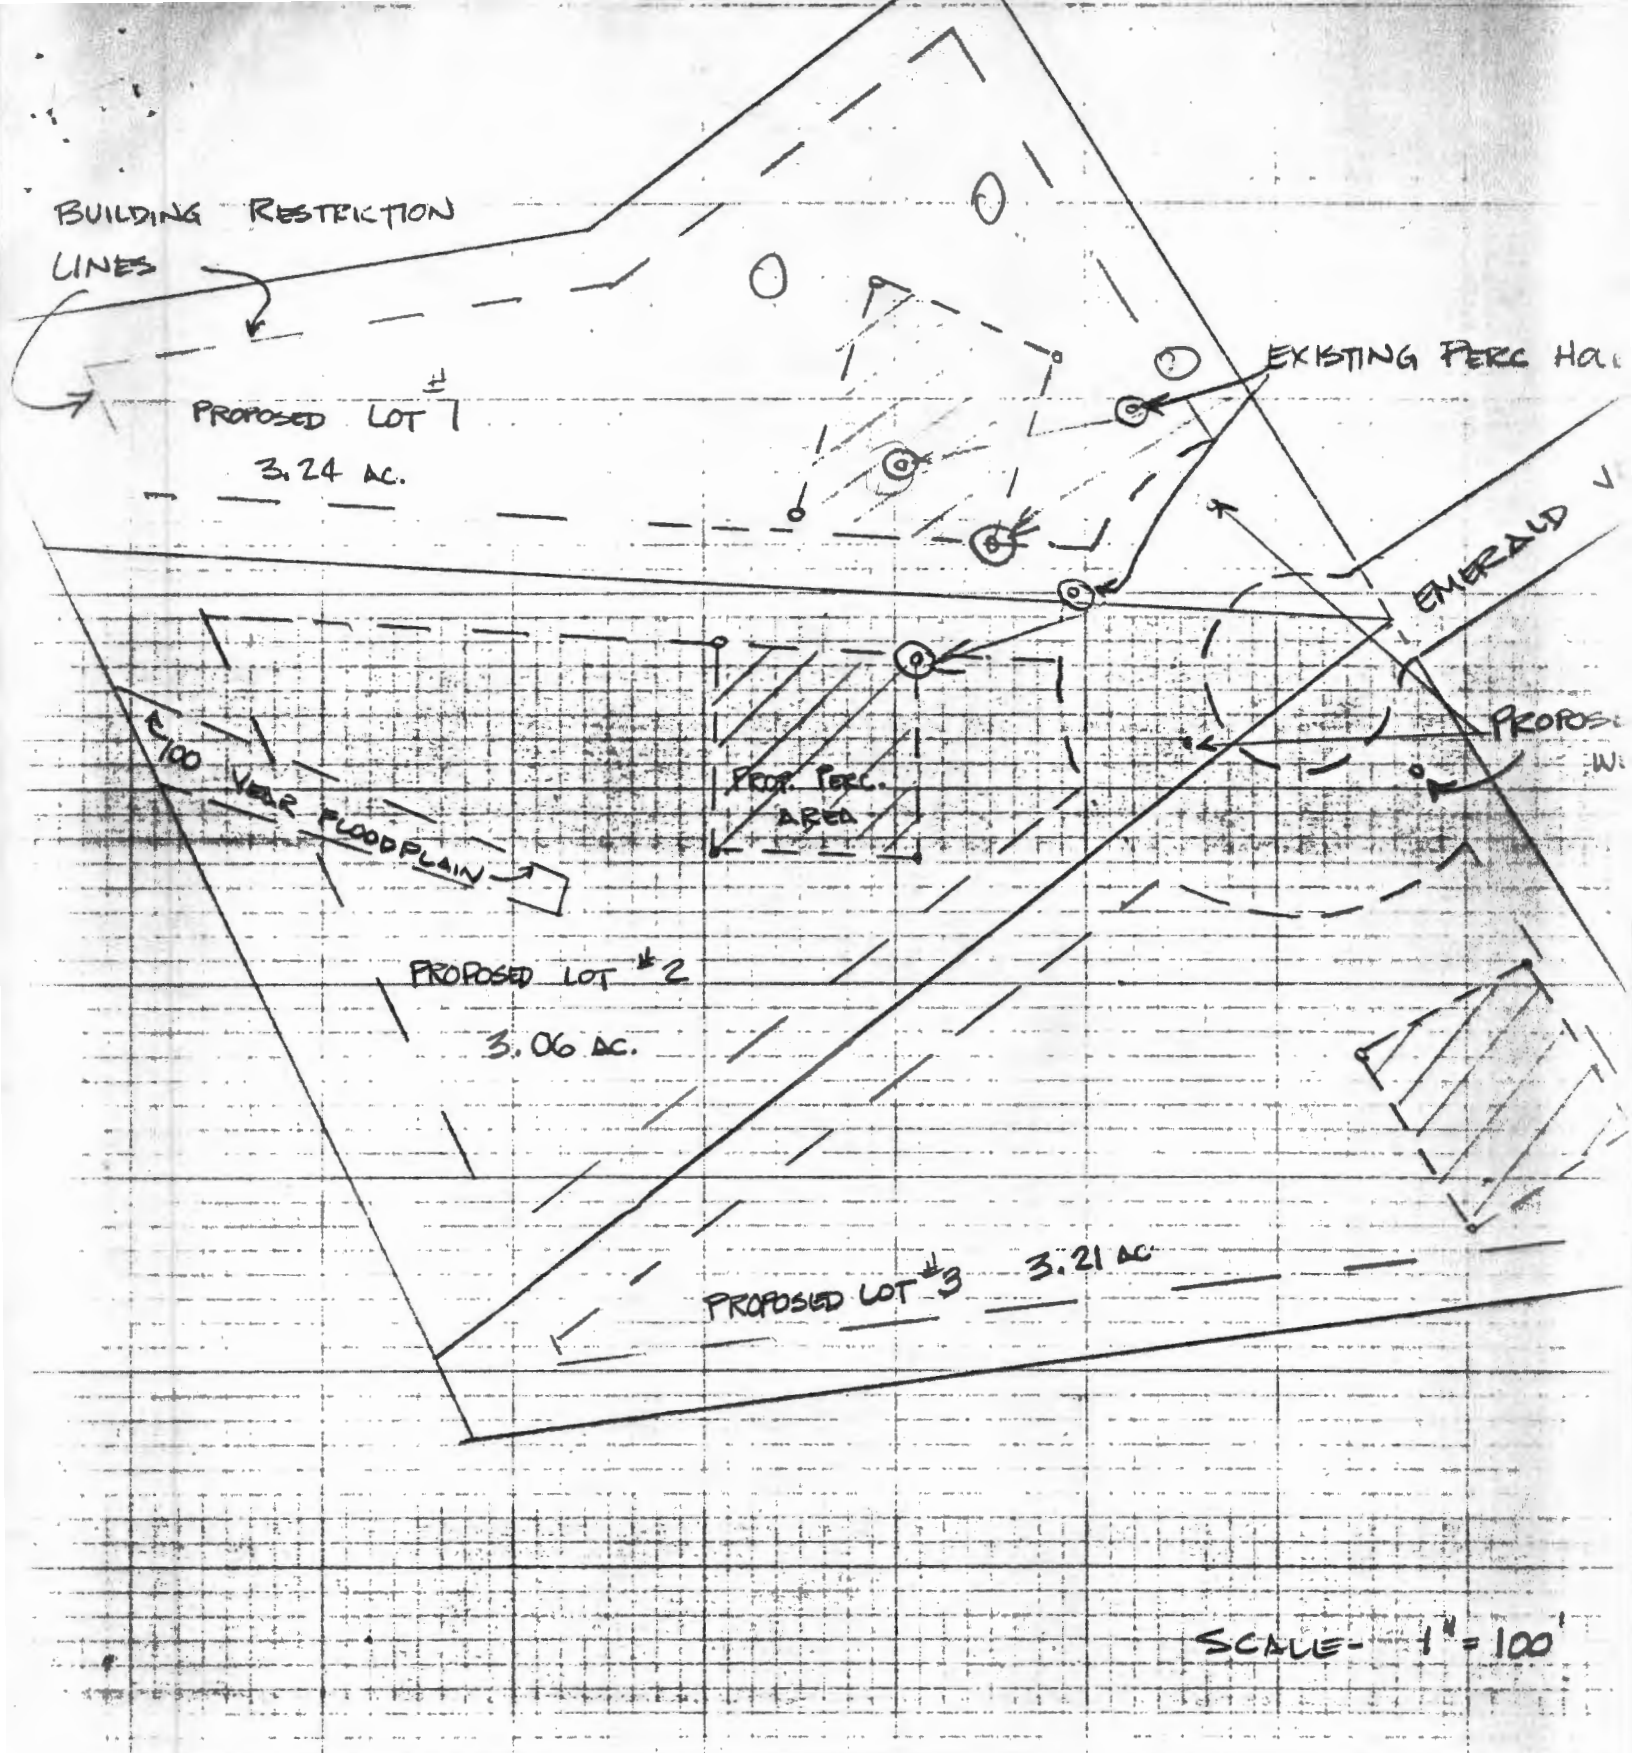 BUILDING RESTRICTION
LINES
EXISTING PERC
PROPOSED LOT #1
3.24 AC.
EMERALD
100 YEAR FLOODPLAIN
PROP. PERC.
AREA
PROPOSED LOT #2
3.06 AC.
PROPOSED LOT #3 3.21 AC.
SCALE- 1" = 100'